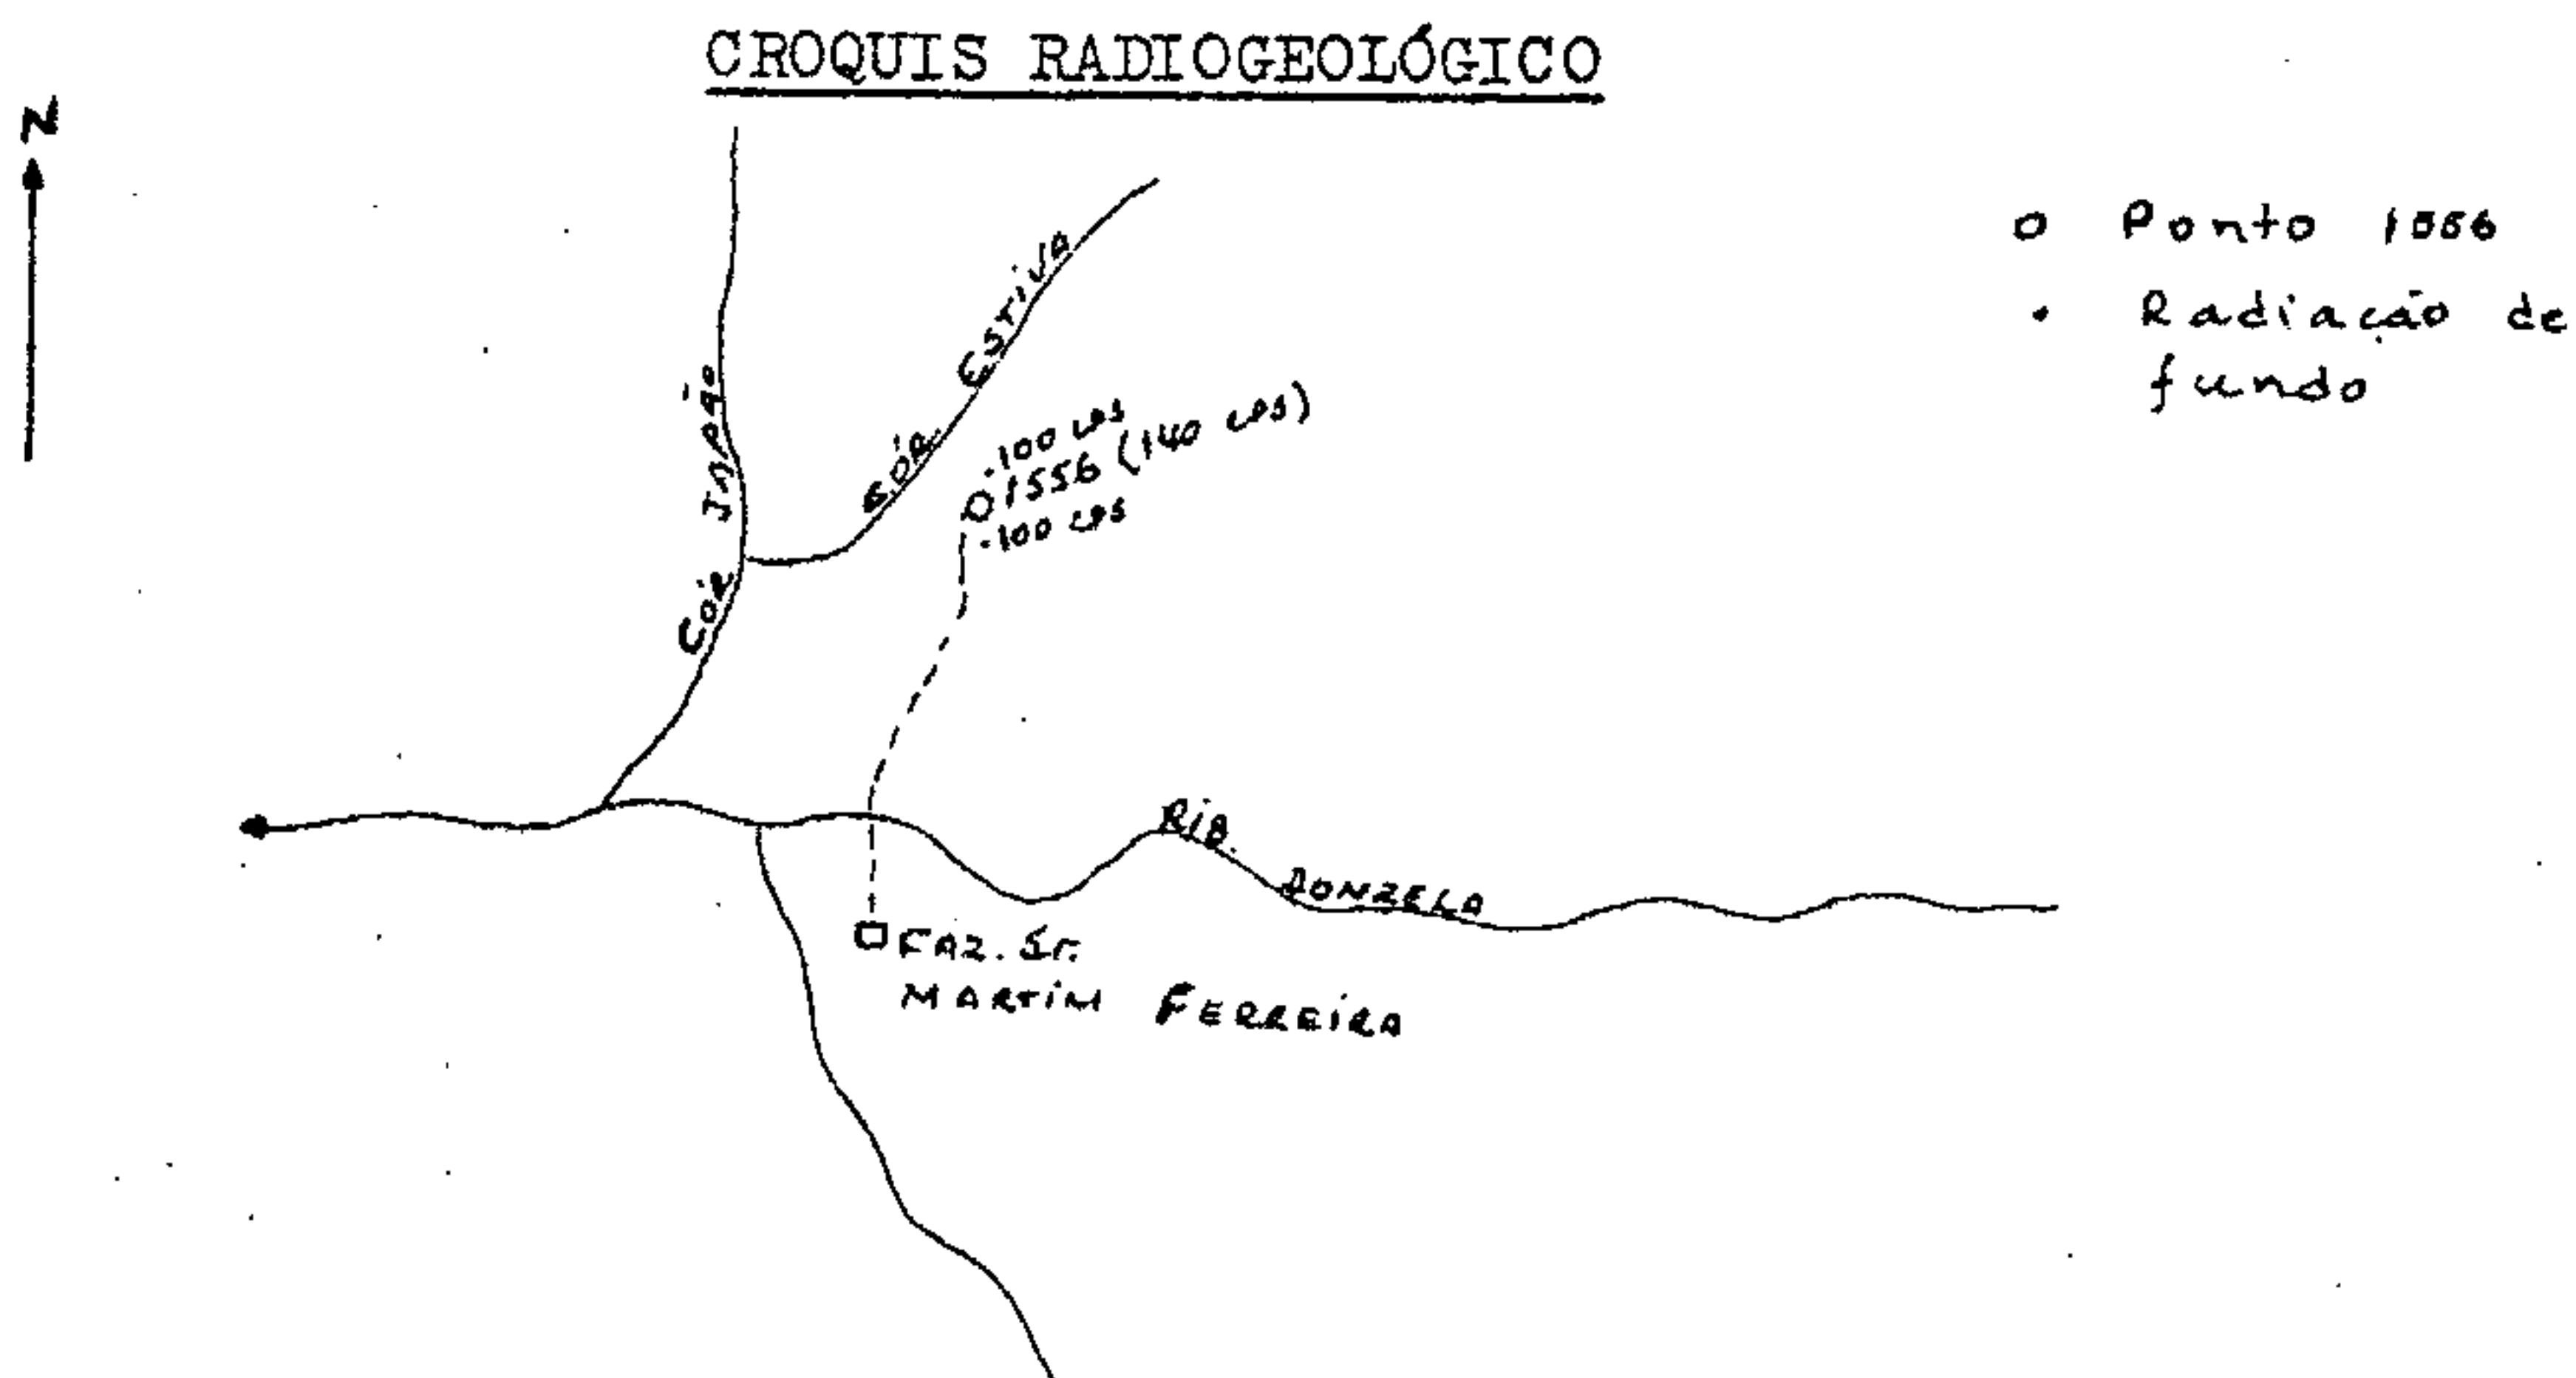 CROQUIS RADIOGEOLÓGICO
N
o Ponto 1556
• Radiação de
fundo
Cór.
Estiva
Cór.
.100 cps
1556 (140 cps)
.100 cps
RIB.
DONZELA
FAZ. Sr.
MARTIM FERREIRA